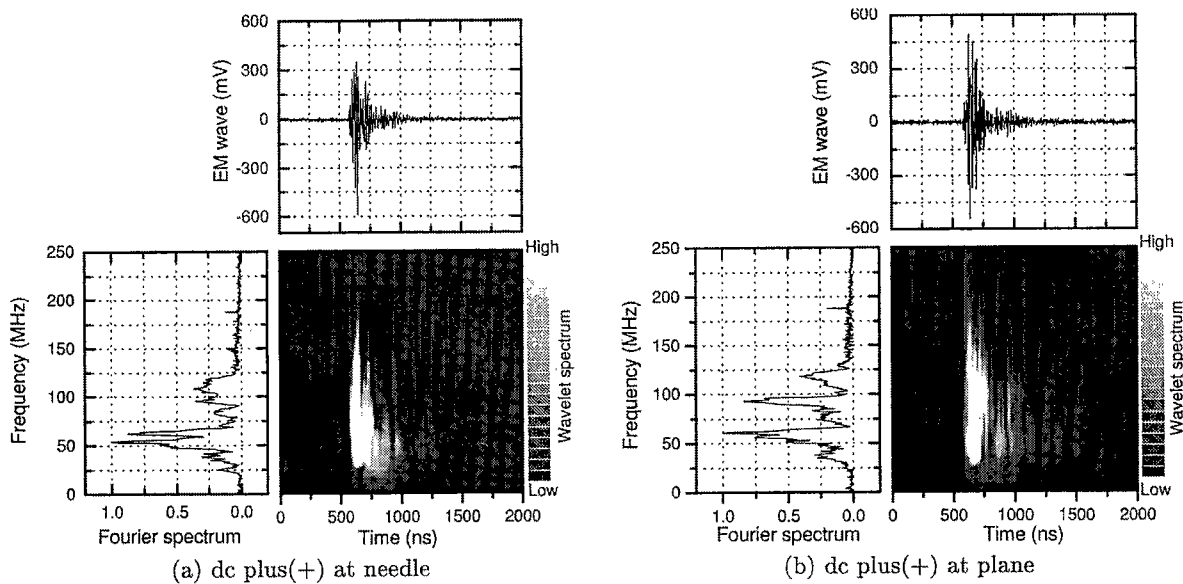 600
300
0
-300
-600
EM wave (mV)
250
200
150
100
50
0
Frequency (MHz)
1.0
0.5
0.0
Fourier spectrum
0
500
1000
1500
2000
Time (ns)
High
Low
Wavelet spectrum
(a) dc plus(+) at needle
600
300
0
-300
-600
EM wave (mV)
250
200
150
100
50
0
Frequency (MHz)
1.0
0.5
0.0
Fourier spectrum
0
500
1000
1500
2000
Time (ns)
High
Low
Wavelet spectrum
(b) dc plus(+) at plane